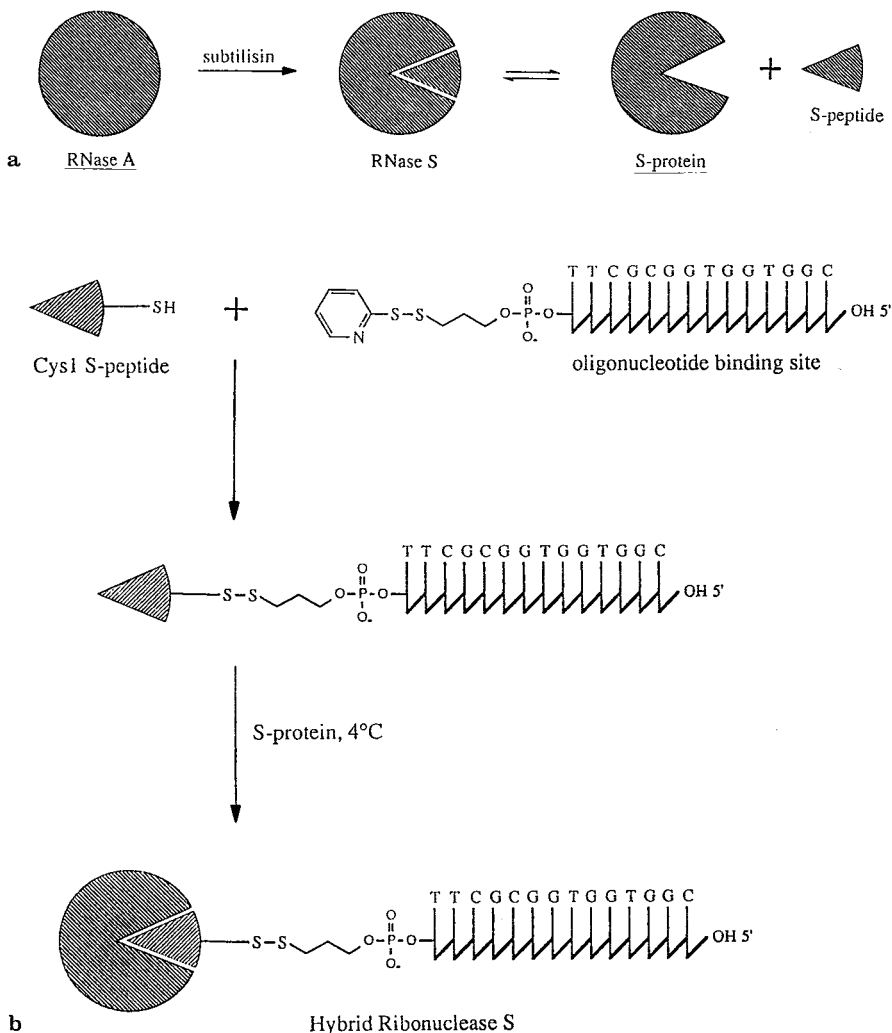 subtilisin
+
S-peptide
a RNase A RNase S S-protein
T T C G C G G T G G T G G C
SH + N S-S O-P-O- O O- OH 5'
Cys1 S-peptide
oligonucleotide binding site
T T C G C G G T G G T G G C
S-S O-P-O- O O- OH 5'
S-protein, 4°C
T T C G C G G T G G T G G C
S-S O-P-O- O O- OH 5'
b Hybrid Ribonuclease S